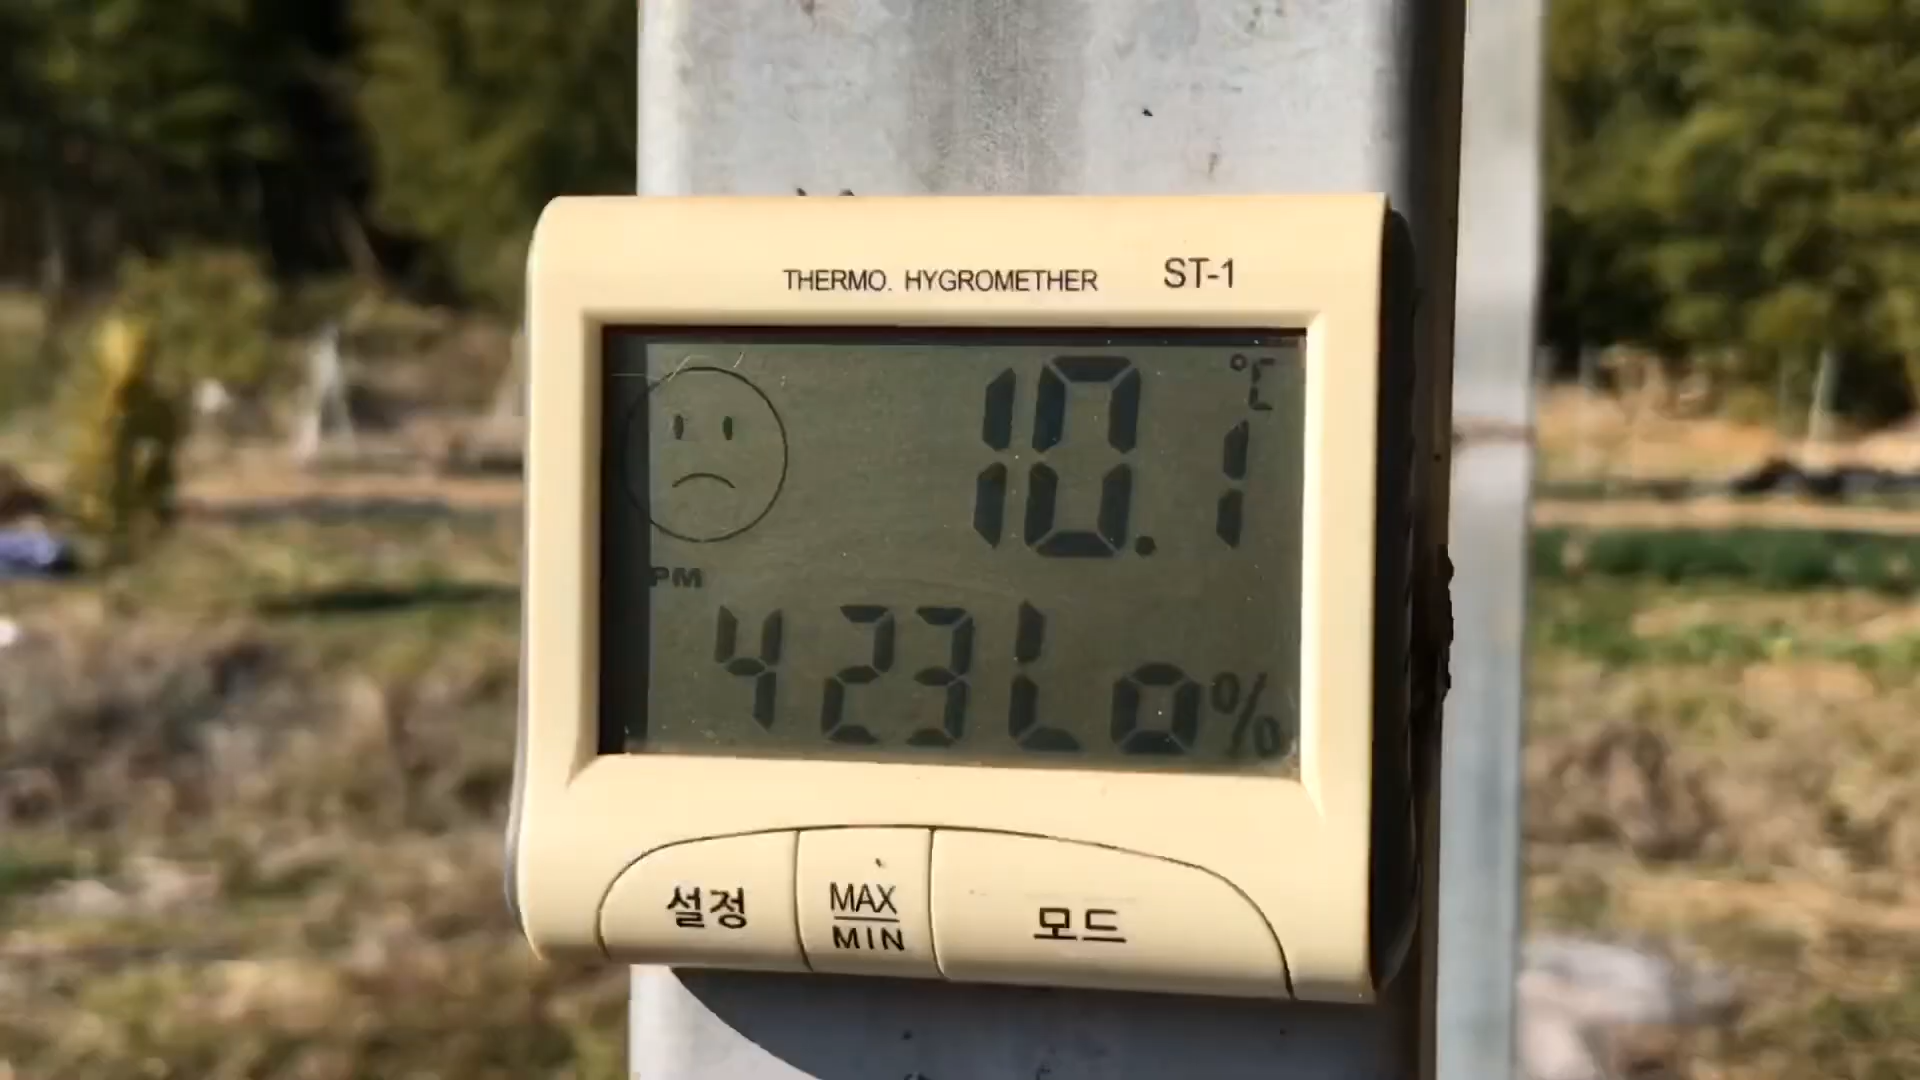 THERMO. HYGROMETHER ST-1
10.1 °C
PM
4 23 Lo %
설정 MAX MIN 모드